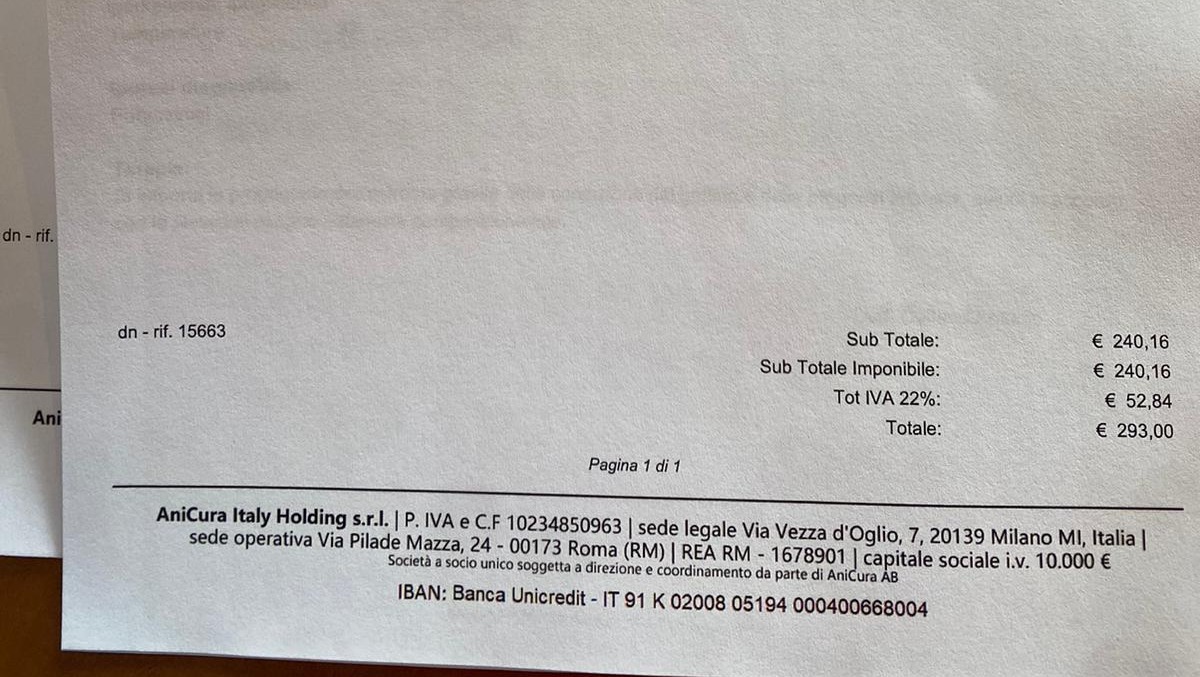 dn - rif.
dn - rif. 15663
Sub Totale: € 240,16
Sub Totale Imponibile: € 240,16
Tot IVA 22%: € 52,84
Totale: € 293,00
Ani
Pagina 1 di 1
AniCura Italy Holding s.r.l. | P. IVA e C.F 10234850963 | sede legale Via Vezza d'Oglio, 7, 20139 Milano MI, Italia |
sede operativa Via Pilade Mazza, 24 - 00173 Roma (RM) | REA RM - 1678901 | capitale sociale i.v. 10.000 €
Società a socio unico soggetta a direzione e coordinamento da parte di AniCura AB
IBAN: Banca Unicredit - IT 91 K 02008 05194 000400668004